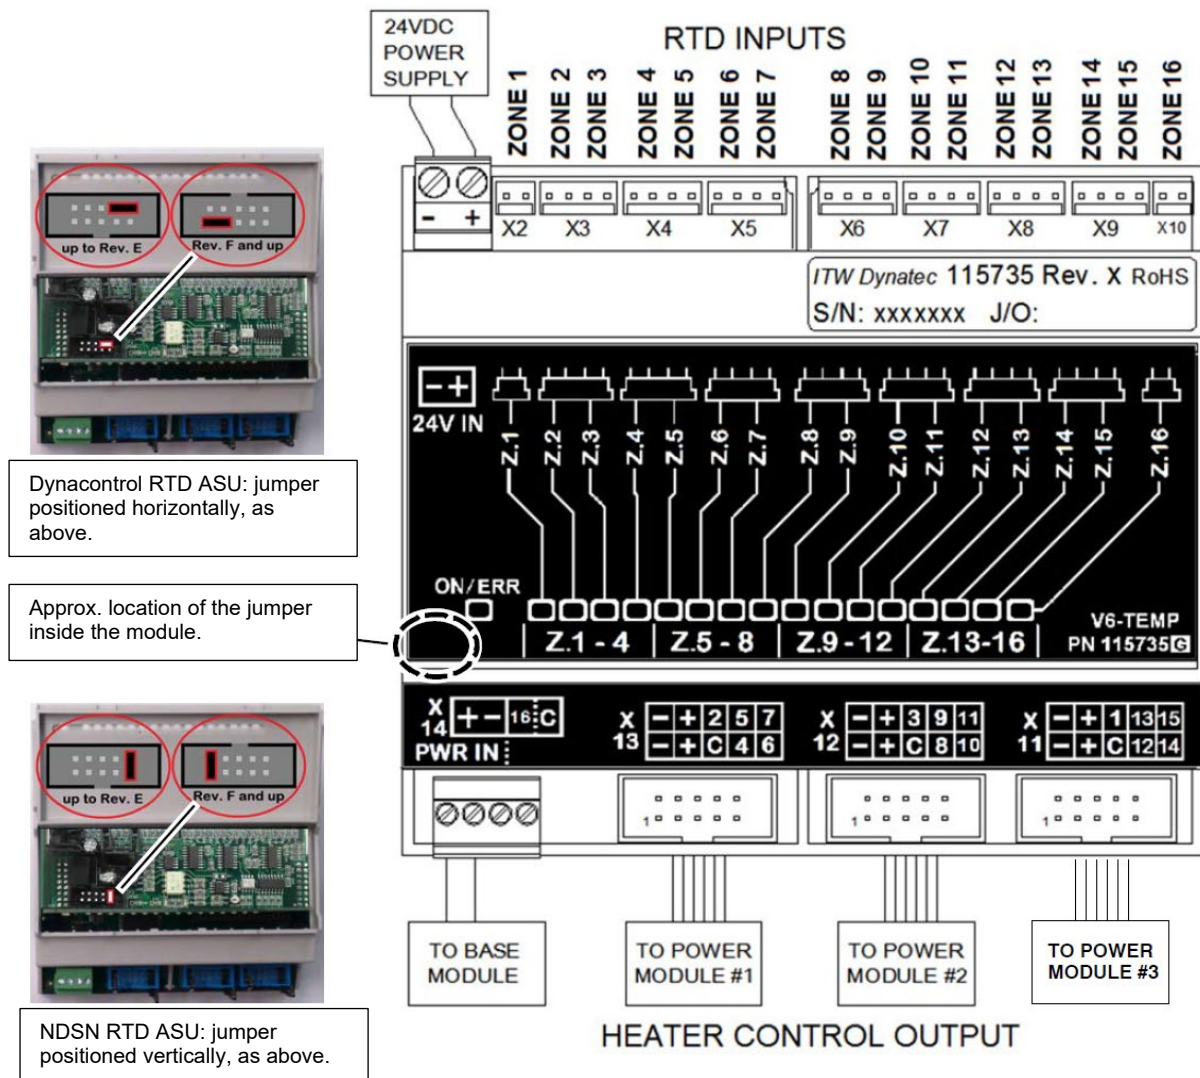 24VDC
POWER
SUPPLY
RTD INPUTS
ZONE 1
ZONE 2
ZONE 3
ZONE 4
ZONE 5
ZONE 6
ZONE 7
ZONE 8
ZONE 9
ZONE 10
ZONE 11
ZONE 12
ZONE 13
ZONE 14
ZONE 15
ZONE 16
- +
X2 X3 X4 X5 X6 X7 X8 X9 X10
up to Rev. E
Rev. F and up
Dynacontrol RTD ASU: jumper
positioned horizontally, as
above.
Approx. location of the jumper
inside the module.
up to Rev. E
Rev. F and up
NDSN RTD ASU: jumper
positioned vertically, as above.
ITW Dynatec 115735 Rev. X RoHS
S/N: xxxxxxx J/O:
- +
24V IN
Z.1
Z.2
Z.3
Z.4
Z.5
Z.6
Z.7
Z.8
Z.9
Z.10
Z.11
Z.12
Z.13
Z.14
Z.15
Z.16
ON/ERR
Z.1 - 4 Z.5 - 8 Z.9 - 12 Z.13-16
V6-TEMP
PN 115735 G
X
14
+ - 16 C
PWR IN
X
13
- + 2 5 7
- + C 4 6
X
12
- + 3 9 11
- + C 8 10
X
11
- + 1 13 15
- + C 12 14
1
1
1
TO BASE
MODULE
TO POWER
MODULE #1
TO POWER
MODULE #2
TO POWER
MODULE #3
HEATER CONTROL OUTPUT